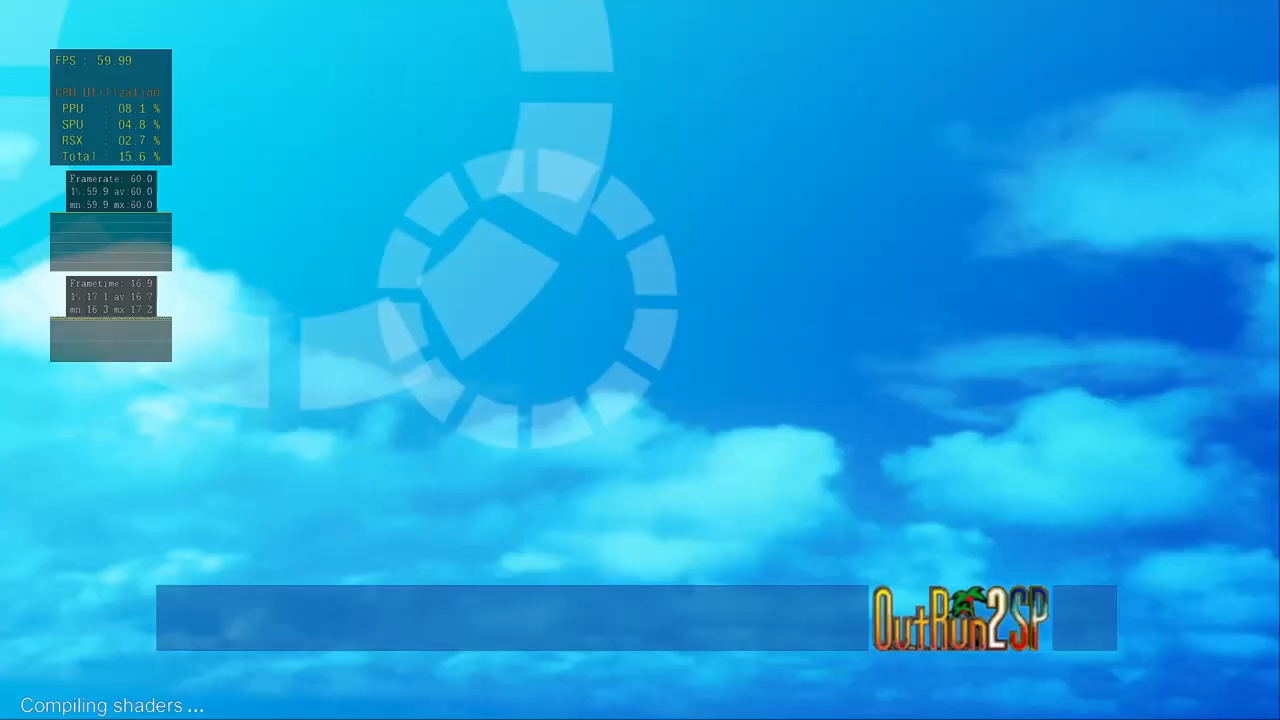 FPS : 59.99
CPU Utilization
PPU : 08.1 %
SPU : 04.8 %
RSX : 02.7 %
Total : 15.6 %
Framerate: 60.0
1%:59.9 av:60.0
mn:59.9 mx:60.0
Frametime: 16.9
1%:17.1 av:16.7
mn:16.3 mx:17.2
OutRun2SP
Compiling shaders ...